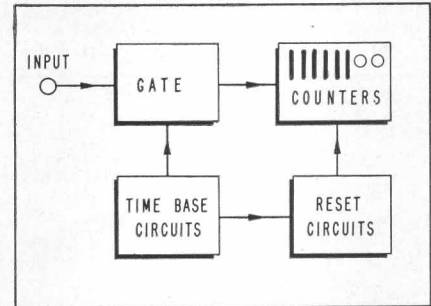 INPUT
GATE
COUNTERS
TIME BASE
CIRCUITS
RESET
CIRCUITS